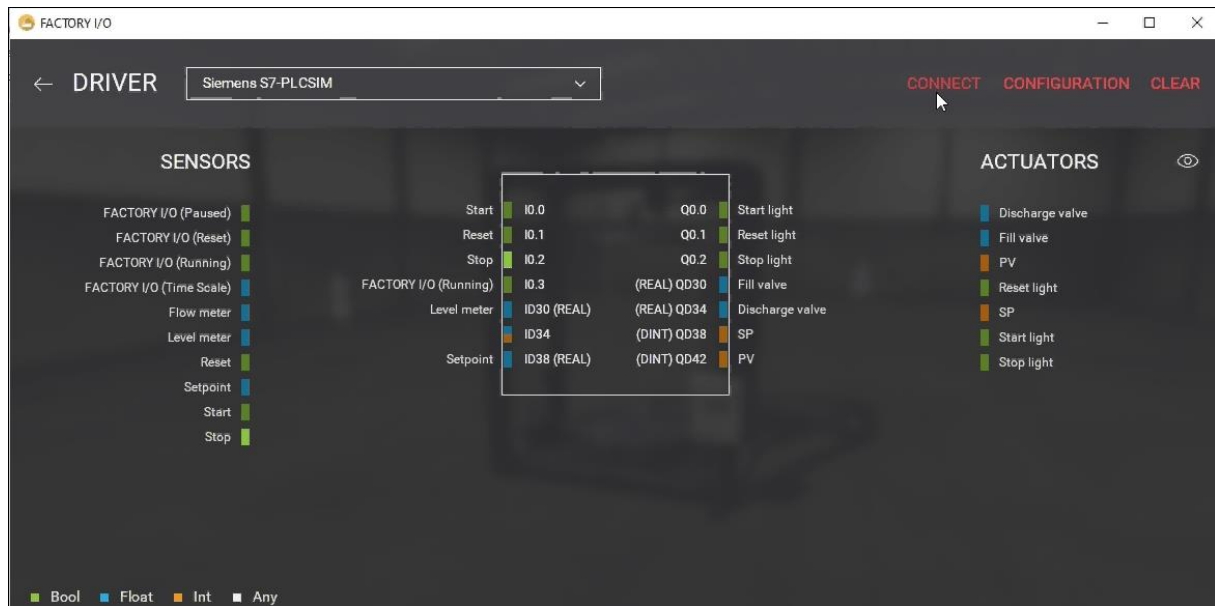 FACTORY I/O
DRIVER
Siemens S7-PLCSIM
CONNECT CONFIGURATION CLEAR
SENSORS
FACTORY I/O (Paused)
FACTORY I/O (Reset)
FACTORY I/O (Running)
FACTORY I/O (Time Scale)
Flow meter
Level meter
Reset
Setpoint
Start
Stop
Start I0.0 Q0.0 Start light
Reset I0.1 Q0.1 Reset light
Stop I0.2 Q0.2 Stop light
FACTORY I/O (Running) I0.3 (REAL) QD30 Fill valve
Level meter ID30 (REAL) (REAL) QD34 Discharge valve
ID34 (DINT) QD38 SP
Setpoint ID38 (REAL) (DINT) QD42 PV
ACTUATORS
Discharge valve
Fill valve
PV
Reset light
SP
Start light
Stop light
Bool Float Int Any